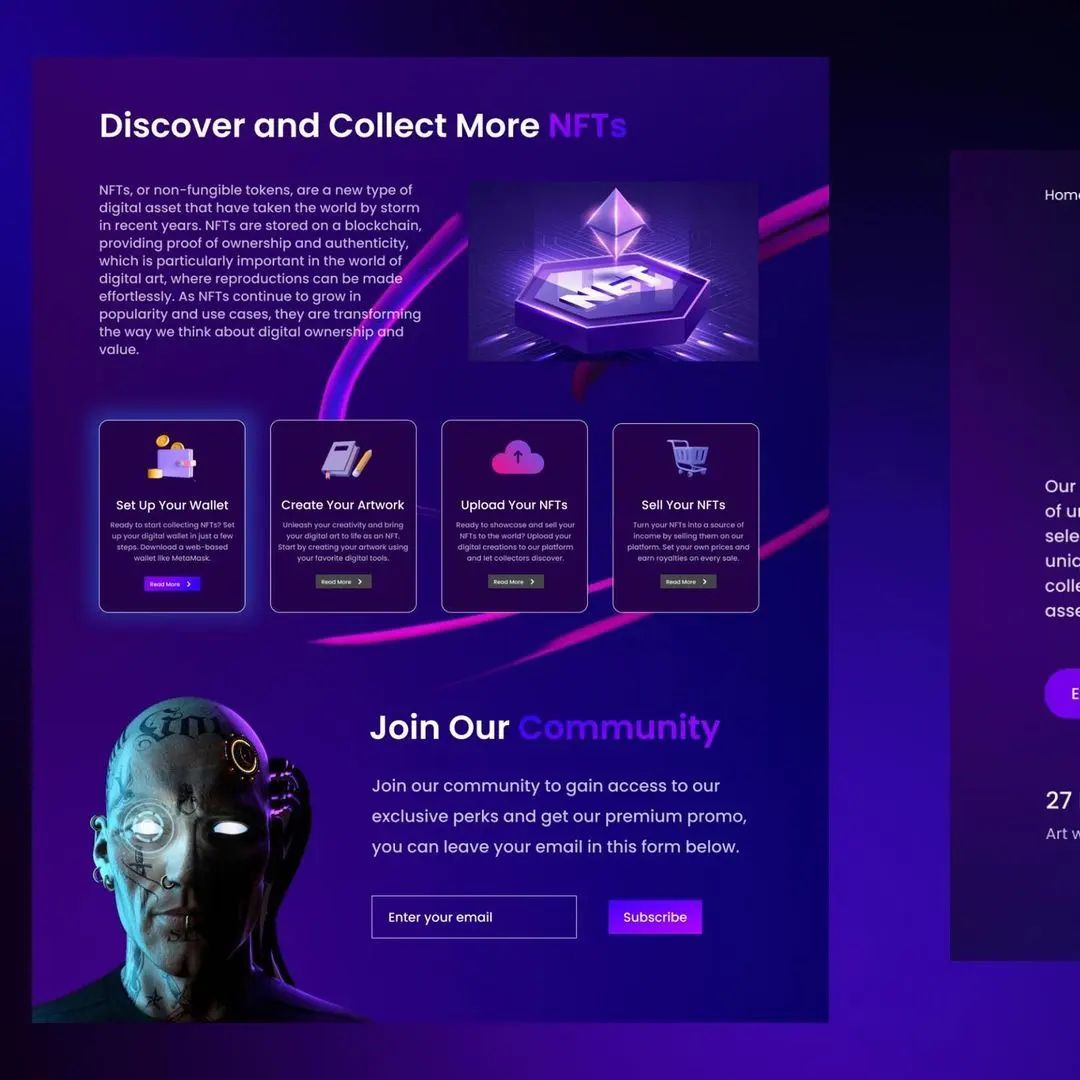 Discover and Collect More NFTs
NFTs, or non-fungible tokens, are a new type of
digital asset that have taken the world by storm
in recent years. NFTs are stored on a blockchain,
providing proof of ownership and authenticity,
which is particularly important in the world of
digital art, where reproductions can be made
effortlessly. As NFTs continue to grow in
popularity and use cases, they are transforming
the way we think about digital ownership and
value.
NFT
Set Up Your Wallet
Ready to start collecting NFTs? Set
up your digital wallet in just a few
steps. Download a web-based
wallet like MetaMask.
Read More
Create Your Artwork
Unleash your creativity and bring
your digital art to life as an NFT.
Start by creating your artwork using
your favorite digital tools.
Read More
Upload Your NFTs
Ready to showcase and sell your
NFTs to the world? Upload your
digital creations to our platform
and let collectors discover.
Read More
Sell Your NFTs
Turn your NFTs into a source of
income by selling them on our
platform. Set your own prices and
earn royalties on every sale.
Read More
Join Our Community
Join our community to gain access to our
exclusive perks and get our premium promo,
you can leave your email in this form below.
Enter your email
Subscribe
Our
of
27
Art